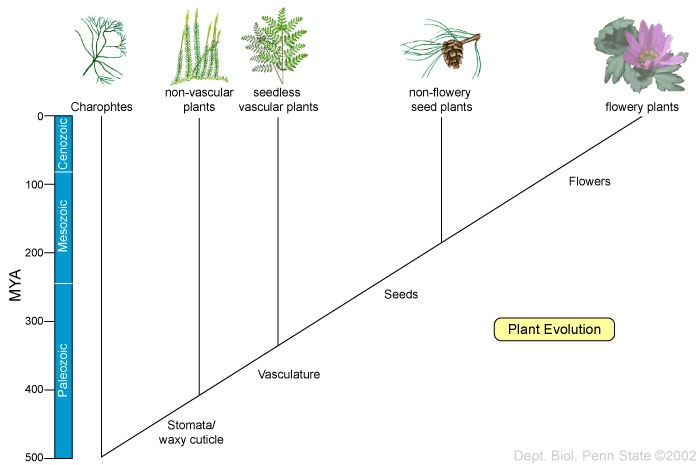 Charophtes
non-vascular
plants
seedless
vascular plants
non-flowery
seed plants
flowery plants
MYA
0
100
200
300
400
500
Cenozoic
Mesozoic
Paleozoic
Flowers
Seeds
Plant Evolution
Vasculature
Stomata/
waxy cuticle
Dept. Biol. Penn State ©2002